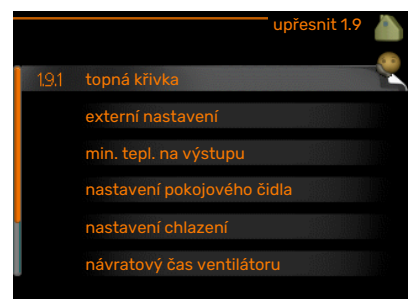 upřesnit 1.9
1.9.1 topná křivka
externí nastavení
min. tepl. na výstupu
nastavení pokojového čidla
nastavení chlazení
návratový čas ventilátoru